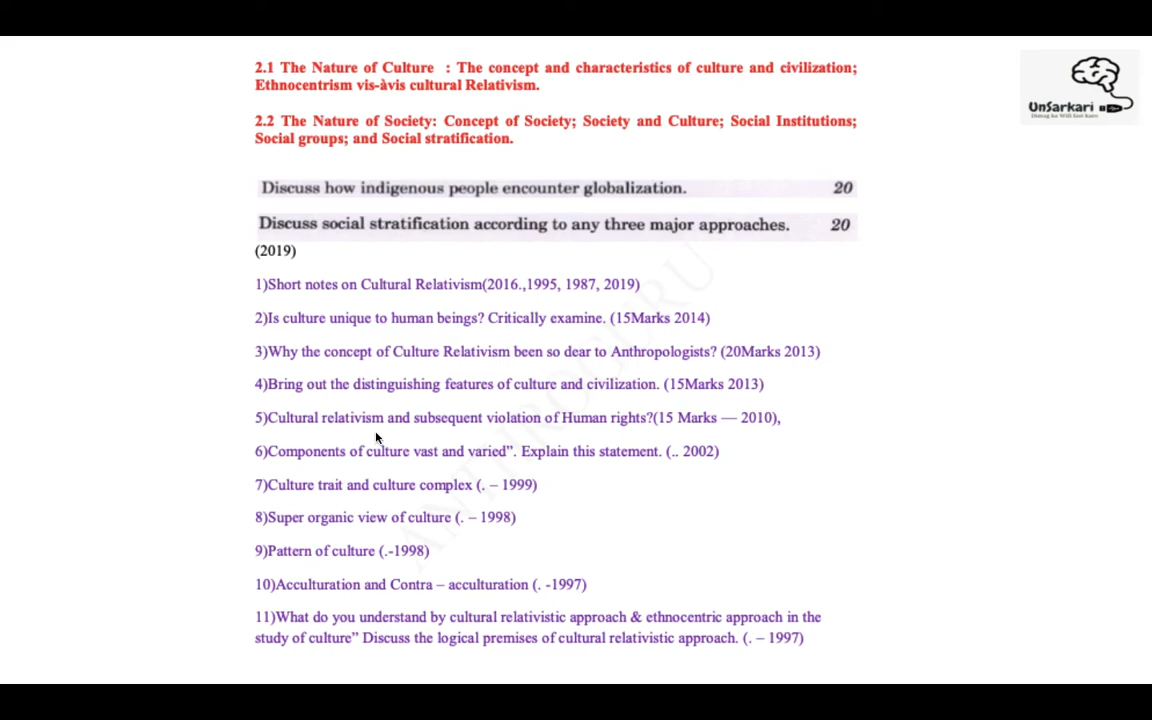 2.1 The Nature of Culture : The concept and characteristics of culture and civilization;
Ethnocentrism vis-àvis cultural Relativism.
UnSarkari
Dimag ka Will Sast karo
2.2 The Nature of Society: Concept of Society; Society and Culture; Social Institutions;
Social groups; and Social stratification.
Discuss how indigenous people encounter globalization. 20
Discuss social stratification according to any three major approaches. 20
(2019)
1)Short notes on Cultural Relativism(2016.,1995, 1987, 2019)
2)Is culture unique to human beings? Critically examine. (15Marks 2014)
3)Why the concept of Culture Relativism been so dear to Anthropologists? (20Marks 2013)
4)Bring out the distinguishing features of culture and civilization. (15Marks 2013)
5)Cultural relativism and subsequent violation of Human rights?(15 Marks — 2010),
6)Components of culture vast and varied”. Explain this statement. (.. 2002)
7)Culture trait and culture complex (. – 1999)
8)Super organic view of culture (. – 1998)
9)Pattern of culture (.-1998)
10)Acculturation and Contra – acculturation (. -1997)
11)What do you understand by cultural relativistic approach & ethnocentric approach in the
study of culture” Discuss the logical premises of cultural relativistic approach. (. – 1997)
ANTHROGURU